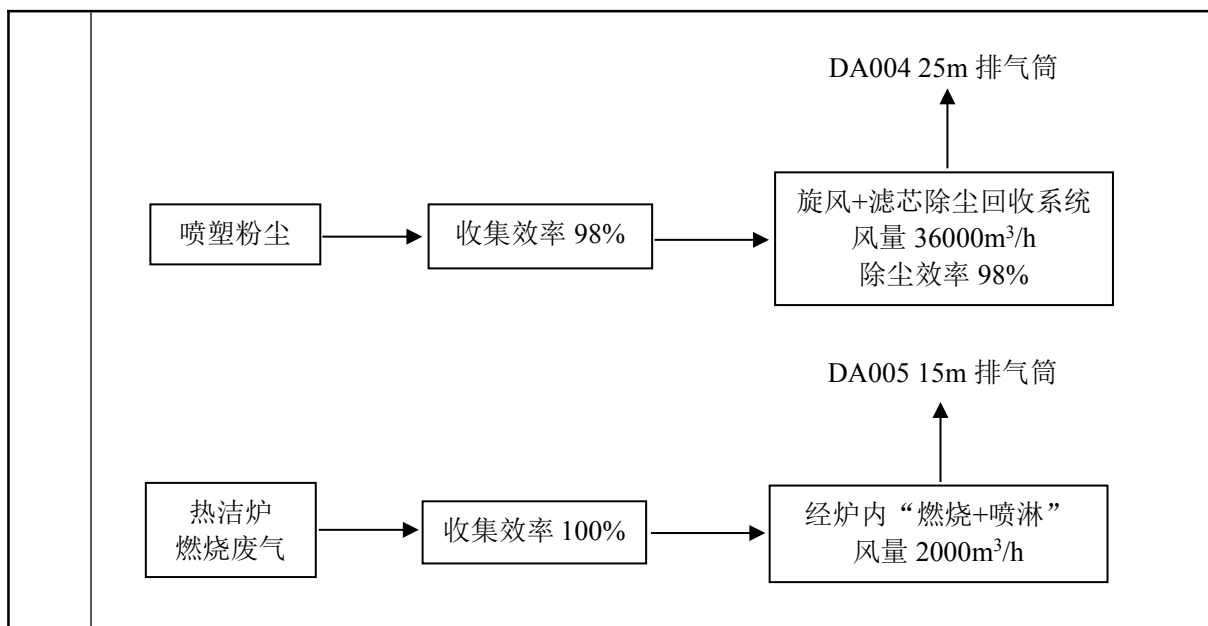 DA004 25m 排气筒
喷塑粉尘
收集效率 98%
旋风+滤芯除尘回收系统
风量 36000m³/h
除尘效率 98%
DA005 15m 排气筒
热洁炉
燃烧废气
收集效率 100%
经炉内“燃烧+喷淋”
风量 2000m³/h